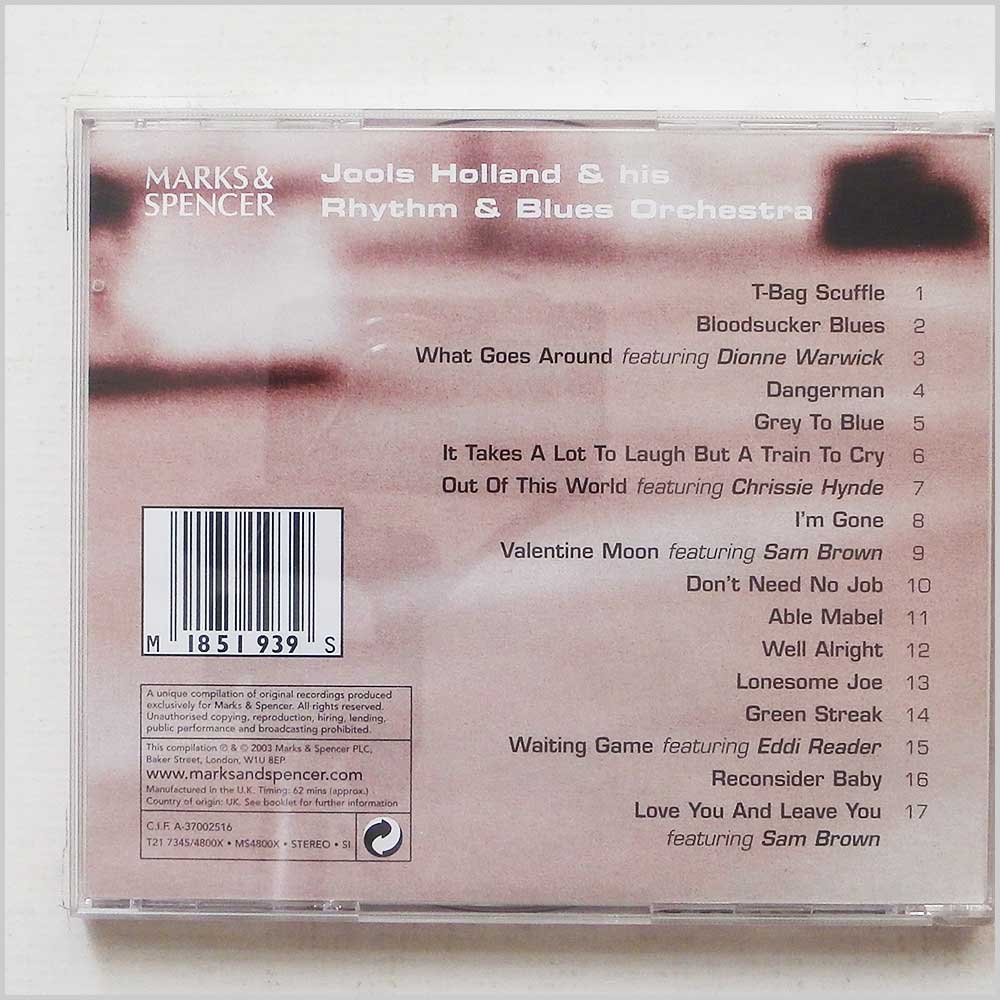 MARKS &
SPENCER
Jools Holland & his
Rhythm & Blues Orchestra
T-Bag Scuffle 1
Bloodsucker Blues 2
What Goes Around featuring Dionne Warwick 3
Dangerman 4
Grey To Blue 5
It Takes A Lot To Laugh But A Train To Cry 6
Out Of This World featuring Chrissie Hynde 7
I'm Gone 8
Valentine Moon featuring Sam Brown 9
Don't Need No Job 10
Able Mabel 11
Well Alright 12
Lonesome Joe 13
Green Streak 14
Waiting Game featuring Eddi Reader 15
Reconsider Baby 16
Love You And Leave You 17
featuring Sam Brown
M 1851 939 S
A unique compilation of original recordings produced
exclusively for Marks & Spencer. All rights reserved.
Unauthorised copying, reproduction, hiring, lending,
public performance and broadcasting prohibited.
This compilation ℗ & © 2003 Marks & Spencer PLC,
Baker Street, London, W1U 8EP
www.marksandspencer.com
Manufactured in the U.K. Timing: 62 mins (approx.)
Country of origin: UK. See booklet for further information
C.I.F. A-37002516
T21 7345/4800X • MS4800X • STEREO • SI